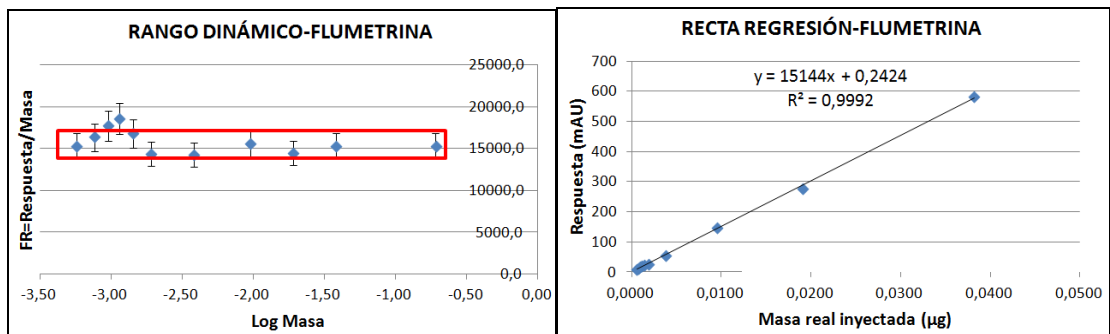 RANGO DINÁMICO-FLUMETRINA
FR=Respuesta/Masa
25000,0
20000,0
15000,0
10000,0
5000,0
0,0
-3,50 -3,00 -2,50 -2,00 -1,50 -1,00 -0,50 0,00
Log Masa
RECTA REGRESIÓN-FLUMETRINA
y = 15144x + 0,2424
R² = 0,9992
Respuesta (mAU)
700
600
500
400
300
200
100
0
0,0000 0,0100 0,0200 0,0300 0,0400 0,0500
Masa real inyectada (µg)